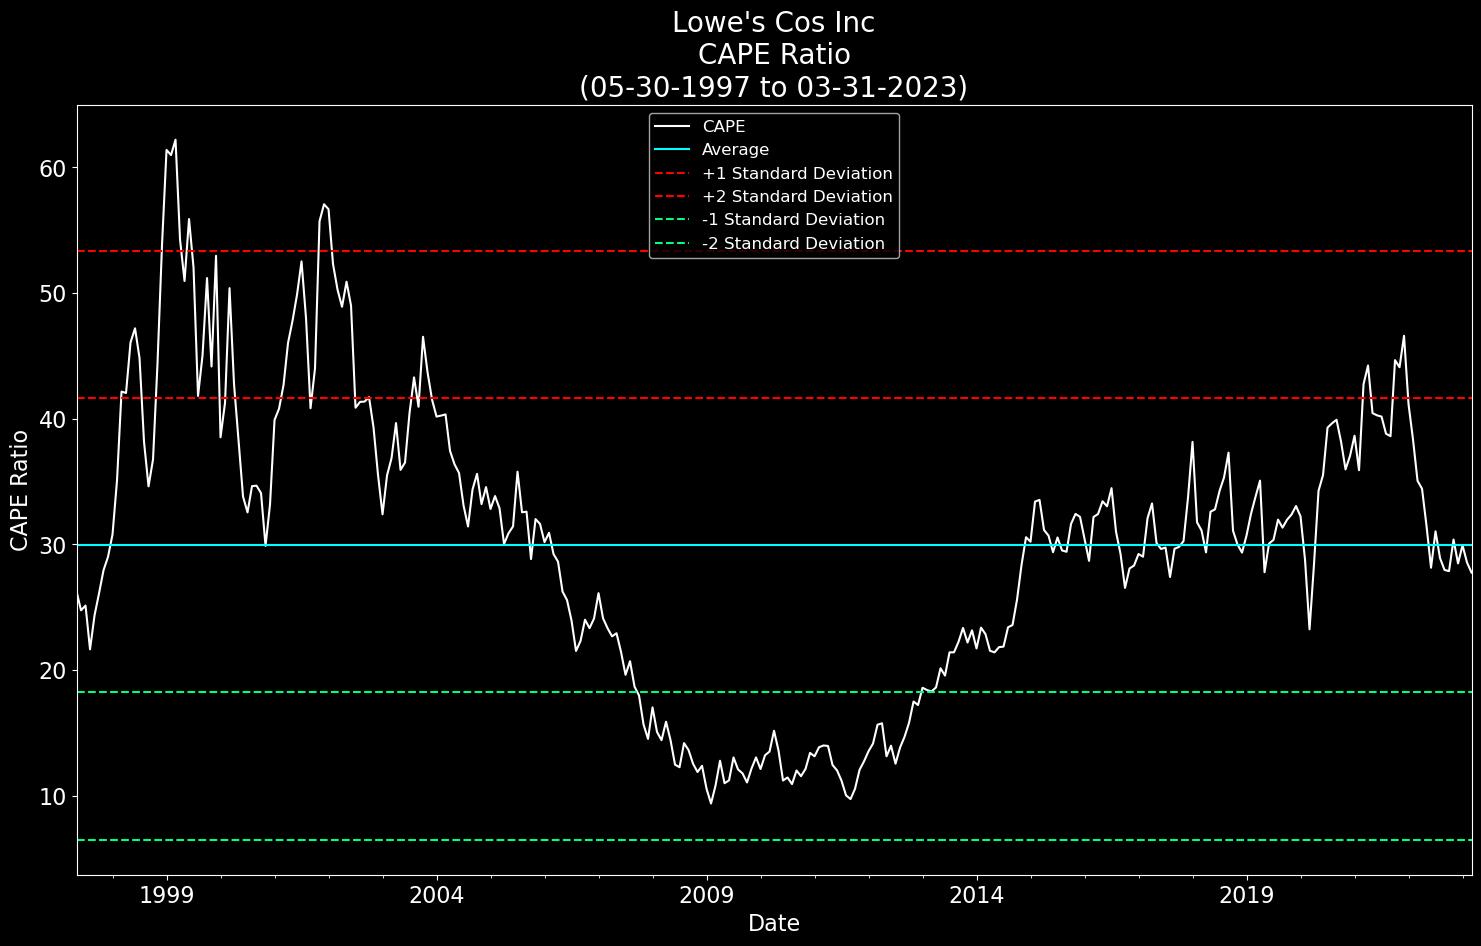 Lowe's Cos Inc
CAPE Ratio
(05-30-1997 to 03-31-2023)
CAPE
Average
+1 Standard Deviation
+2 Standard Deviation
-1 Standard Deviation
-2 Standard Deviation
CAPE Ratio
60
50
40
30
20
10
1999
2004
2009
2014
2019
Date